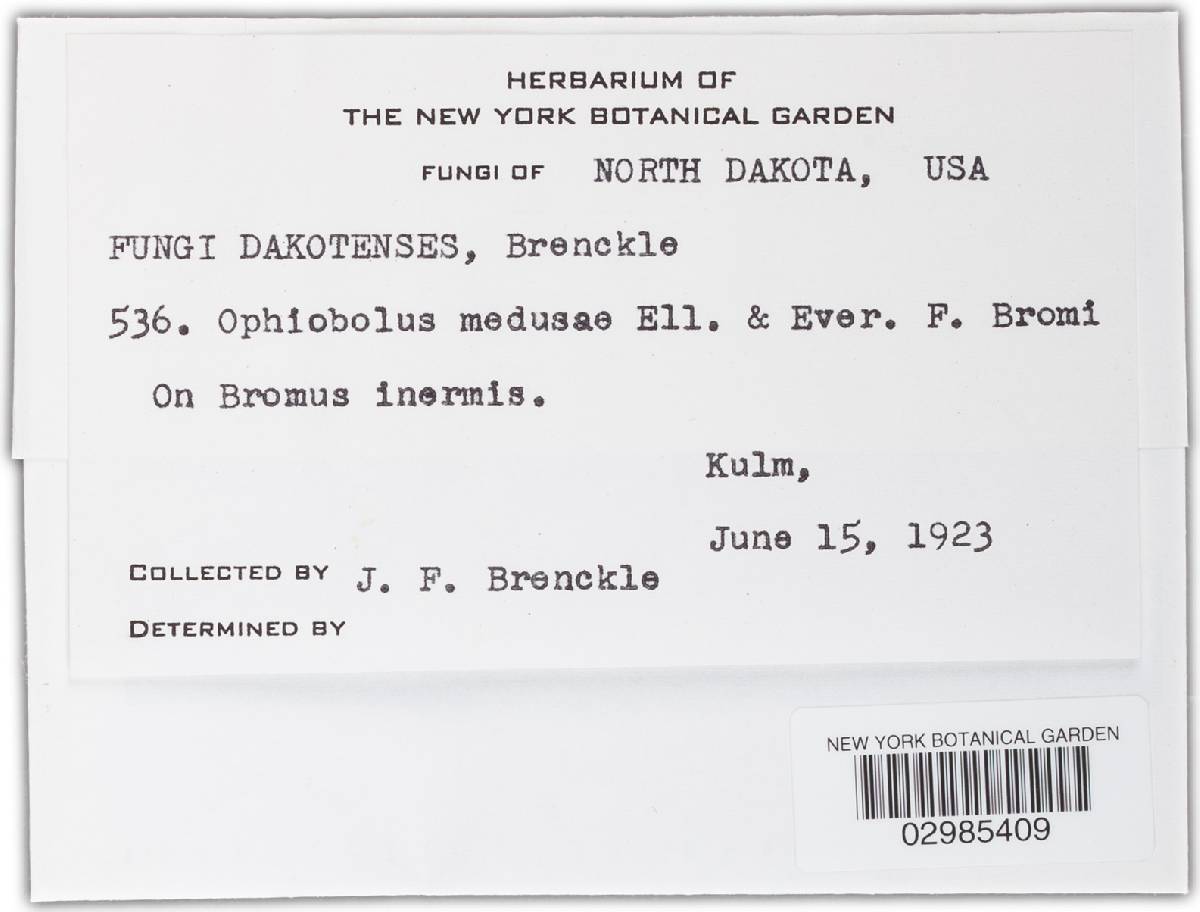 HERBARIUM OF
THE NEW YORK BOTANICAL GARDEN
FUNGI OF NORTH DAKOTA, USA
FUNGI DAKOTENSES, Brenckle
536. Ophiobolus medusae Ell. & Ever. F. Bromi
On Bromus inermis.
Kulm,
June 15, 1923
COLLECTED BY J. F. Brenckle
DETERMINED BY
NEW YORK BOTANICAL GARDEN
02985409